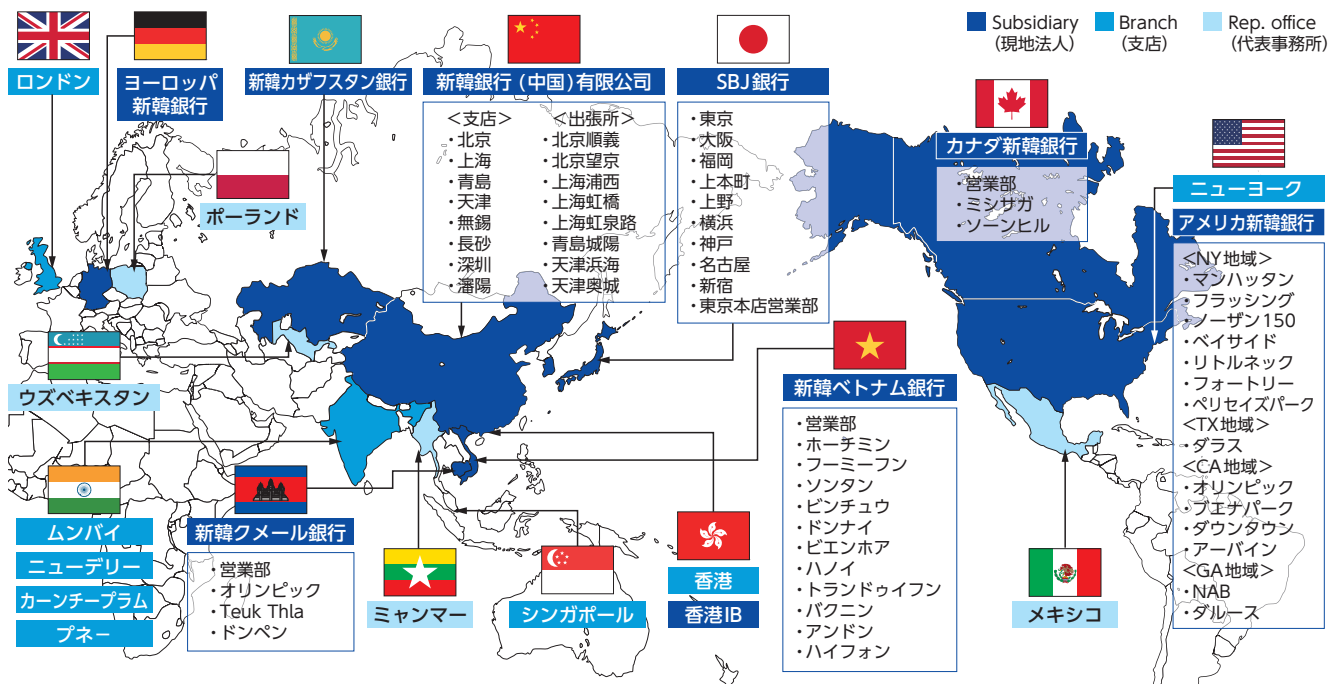 Subsidiary
(現地法人)
Branch
(支店)
Rep. office
(代表事務所)
ロンドン
ヨーロッパ
新韓銀行
新韓カザフスタン銀行
新韓銀行(中国)有限公司
<支店>
・北京
・上海
・青島
・天津
・無錫
・長砂
・深圳
・瀋陽
<出張所>
・北京順義
・北京望京
・上海浦西
・上海虹橋
・上海虹泉路
・青島城陽
・天津浜海
・天津奥城
SBJ銀行
・東京
・大阪
・福岡
・上本町
・上野
・横浜
・神戸
・名古屋
・新宿
・東京本店営業部
カナダ新韓銀行
・営業部
・ミシサガ
・ソーンヒル
ニューヨーク
アメリカ新韓銀行
<NY地域>
・マンハッタン
・フラッシング
・ノーザン150
・ベイサイド
・リトルネック
・フォートリー
・ペリセイズパーク
<TX地域>
・ダラス
<CA地域>
・オリンピック
・ブエナパーク
・ダウンタウン
・アーバイン
<GA地域>
・NAB
・ダルース
ポーランド
ウズベキスタン
新韓ベトナム銀行
・営業部
・ホーチミン
・フーミーフン
・ソンタン
・ビンチュウ
・ドンナイ
・ビエンホア
・ハノイ
・トランドゥイフン
・バクニン
・アンドン
・ハイフォン
ムンバイ
ニューデリー
カーンチープラム
プネー
新韓クメール銀行
・営業部
・オリンピック
・Teuk Thla
・ドンペン
ミャンマー
シンガポール
香港
香港IB
メキシコ